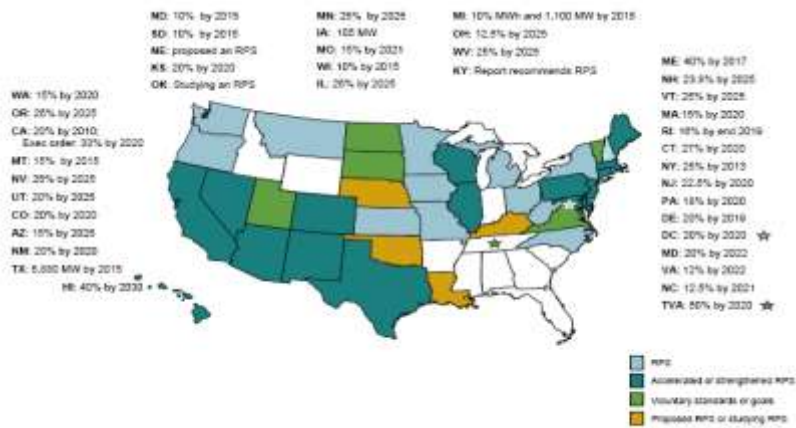 ND: 10% by 2015
SD: 10% by 2015
NE: proposed an RPS
KS: 20% by 2020
OK: Studying an RPS
MN: 25% by 2025
IA: 105 MW
MO: 15% by 2021
WI: 10% by 2015
IL: 25% by 2025
MI: 10% MWh and 1,100 MW by 2015
OH: 12.5% by 2025
WV: 25% by 2025
KY: Report recommends RPS
WA: 15% by 2020
OR: 25% by 2025
CA: 20% by 2010;
Exec order: 33% by 2020
MT: 15% by 2015
NV: 25% by 2025
UT: 20% by 2025
CO: 20% by 2020
AZ: 15% by 2025
NM: 20% by 2020
TX: 5,880 MW by 2015
HI: 40% by 2030
ME: 40% by 2017
NH: 23.8% by 2025
VT: 25% by 2025
MA: 15% by 2020
RI: 16% by end 2019
CT: 27% by 2020
NY: 25% by 2013
NJ: 22.5% by 2020
PA: 18% by 2020
DE: 20% by 2019
DC: 20% by 2020
MD: 20% by 2022
VA: 12% by 2022
NC: 12.5% by 2021
TVA: 50% by 2020
RPS
Accelerated or strengthened RPS
Voluntary standards or goals
Proposed RPS or studying RPS